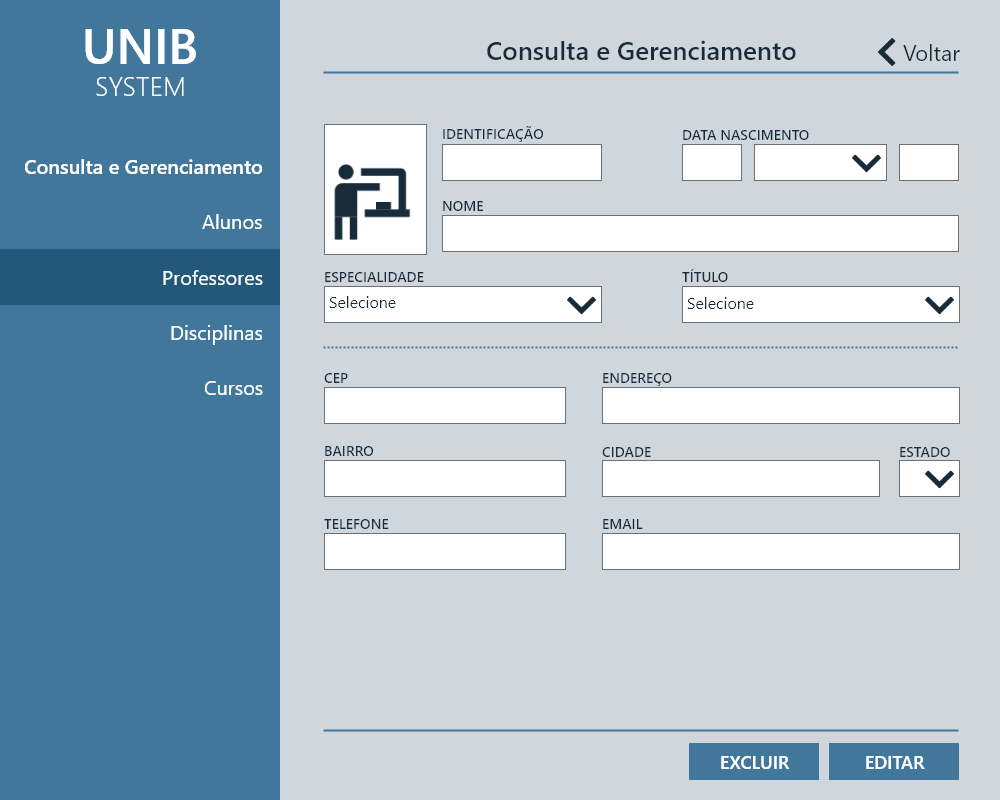 UNIB
SYSTEM
Consulta e Gerenciamento
Alunos
Professores
Disciplinas
Cursos
Consulta e Gerenciamento
Voltar
IDENTIFICAÇÃO
DATA NASCIMENTO
NOME
ESPECIALIDADE
TÍTULO
Selecione
Selecione
CEP
ENDEREÇO
BAIRRO
CIDADE
ESTADO
TELEFONE
EMAIL
EXCLUIR
EDITAR